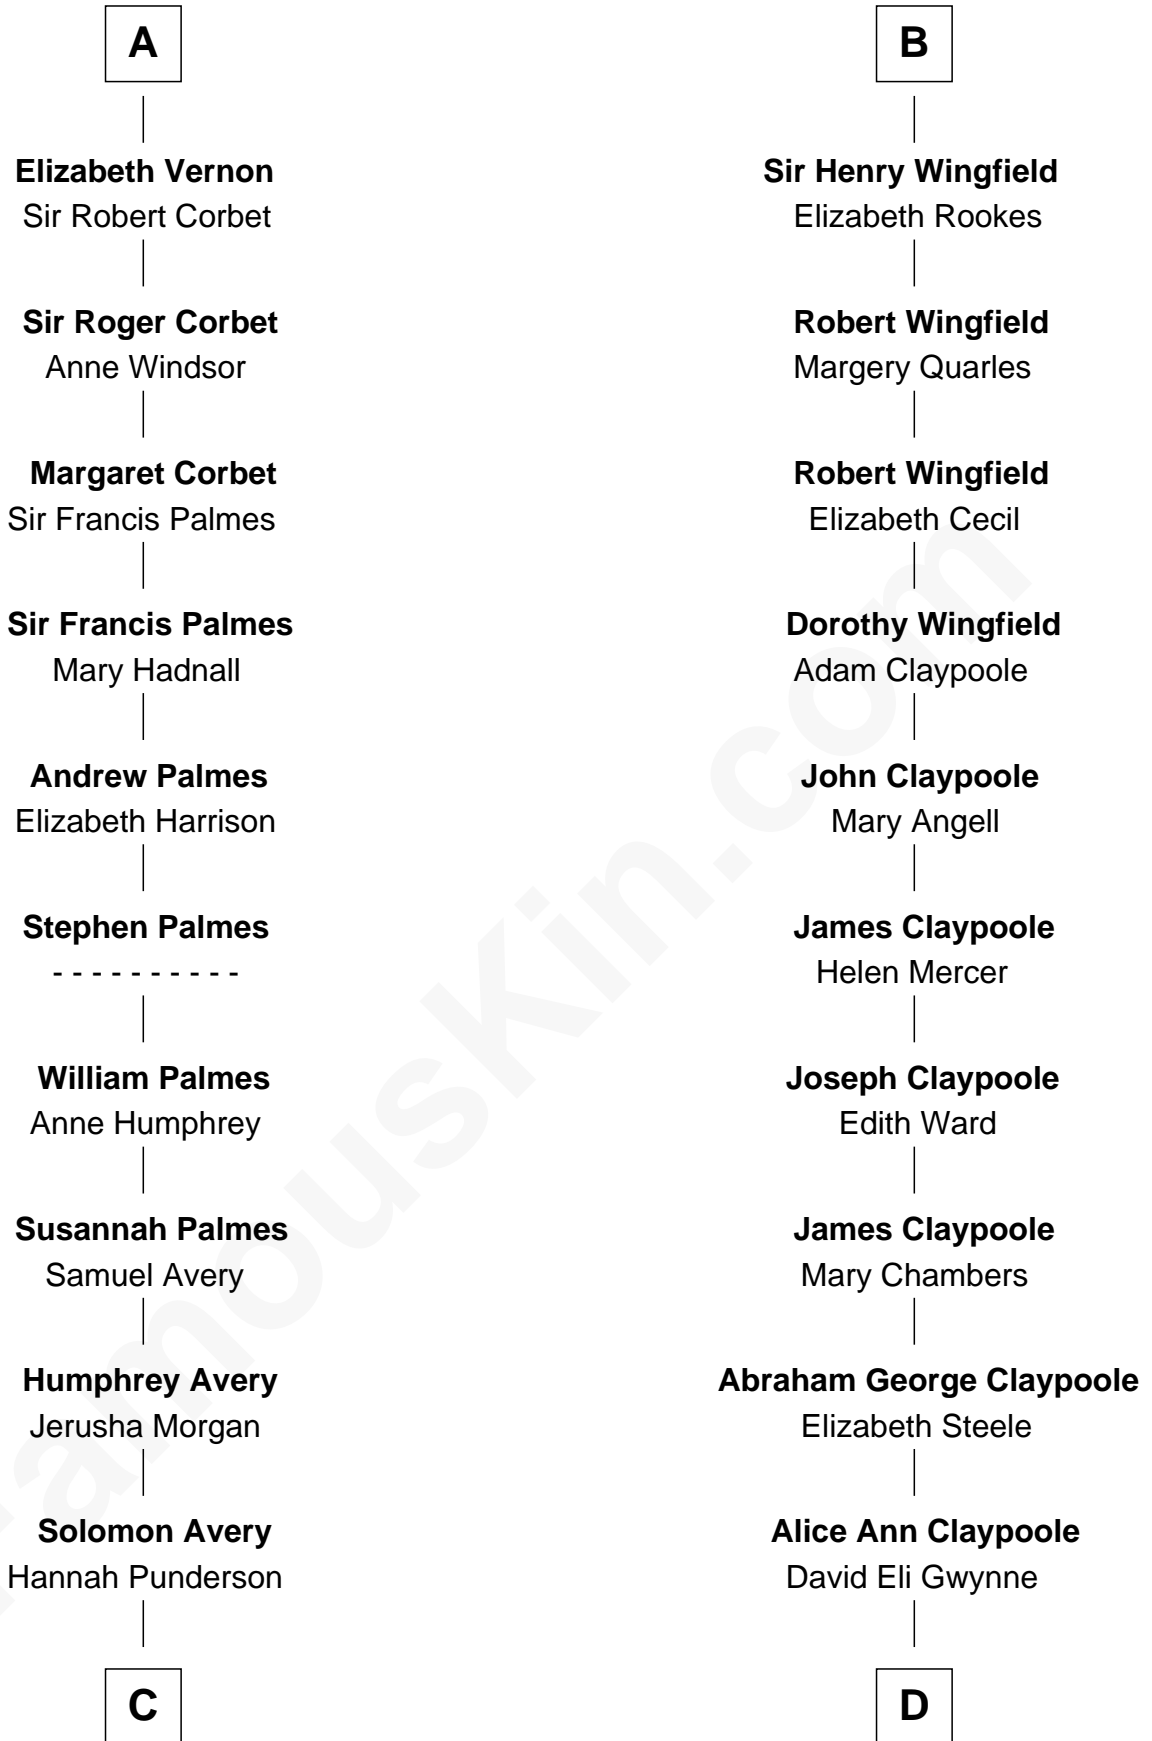 A
Elizabeth Vernon
Sir Robert Corbet
Sir Roger Corbet
Anne Windsor
Margaret Corbet
Sir Francis Palmes
Sir Francis Palmes
Mary Hadnall
Andrew Palmes
Elizabeth Harrison
Stephen Palmes
- - - - - - - - - -
William Palmes
Anne Humphrey
Susannah Palmes
Samuel Avery
Humphrey Avery
Jerusha Morgan
Solomon Avery
Hannah Punderson
C
B
Sir Henry Wingfield
Elizabeth Rookes
Robert Wingfield
Margery Quarles
Robert Wingfield
Elizabeth Cecil
Dorothy Wingfield
Adam Claypoole
John Claypoole
Mary Angell
James Claypoole
Helen Mercer
Joseph Claypoole
Edith Ward
James Claypoole
Mary Chambers
Abraham George Claypoole
Elizabeth Steele
Alice Ann Claypoole
David Eli Gwynne
D
FamousKin.com